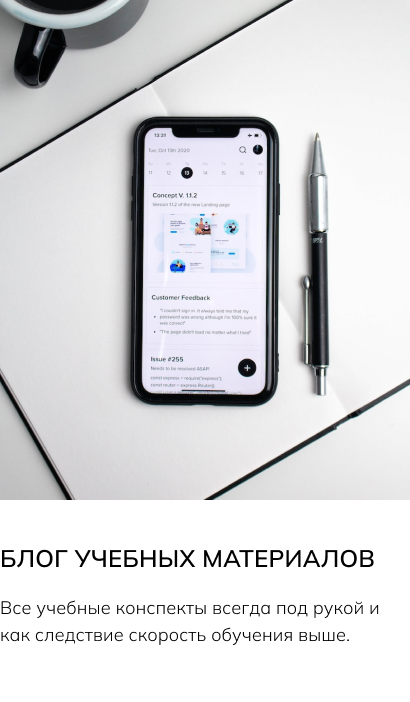 13:21
Tue, Oct 13th 2020
11 12 13 14 15 16 17
Concept V. 1.1.2
Version 1.1.2 of the new Landing page
Customer Feedback
"I couldn't sign in. It always told me that my
password was wrong although I'm 100% sure it
was correct"
"The page didn't load no matter what I tried"
Issue #255
Needs to be resolved ASAP!
const express = require("express")
const router = express.Router();
БЛОГ УЧЕБНЫХ МАТЕРИАЛОВ
Все учебные конспекты всегда под рукой и
как следствие скорость обучения выше.